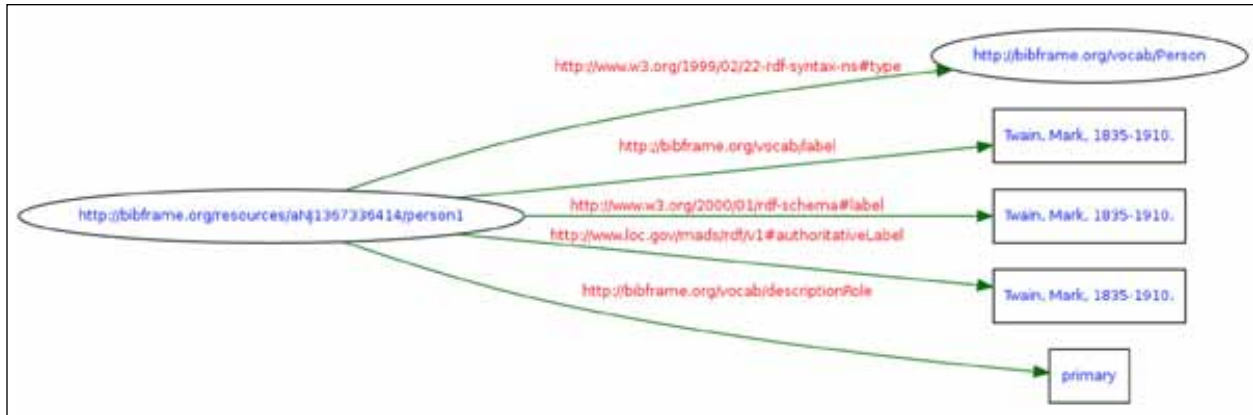 http://bibframe.org/vocab/Person
http://www.w3.org/1999/02/22-rdf-syntax-ns#type
Twain, Mark, 1835-1910.
http://bibframe.org/vocab/label
http://bibframe.org/resources/aNj1367336414/person1
http://www.w3.org/2000/01/rdf-schema#label
Twain, Mark, 1835-1910.
http://www.loc.gov/mads/rdf/v1#authoritativeLabel
Twain, Mark, 1835-1910.
http://bibframe.org/vocab/descriptionRole
primary